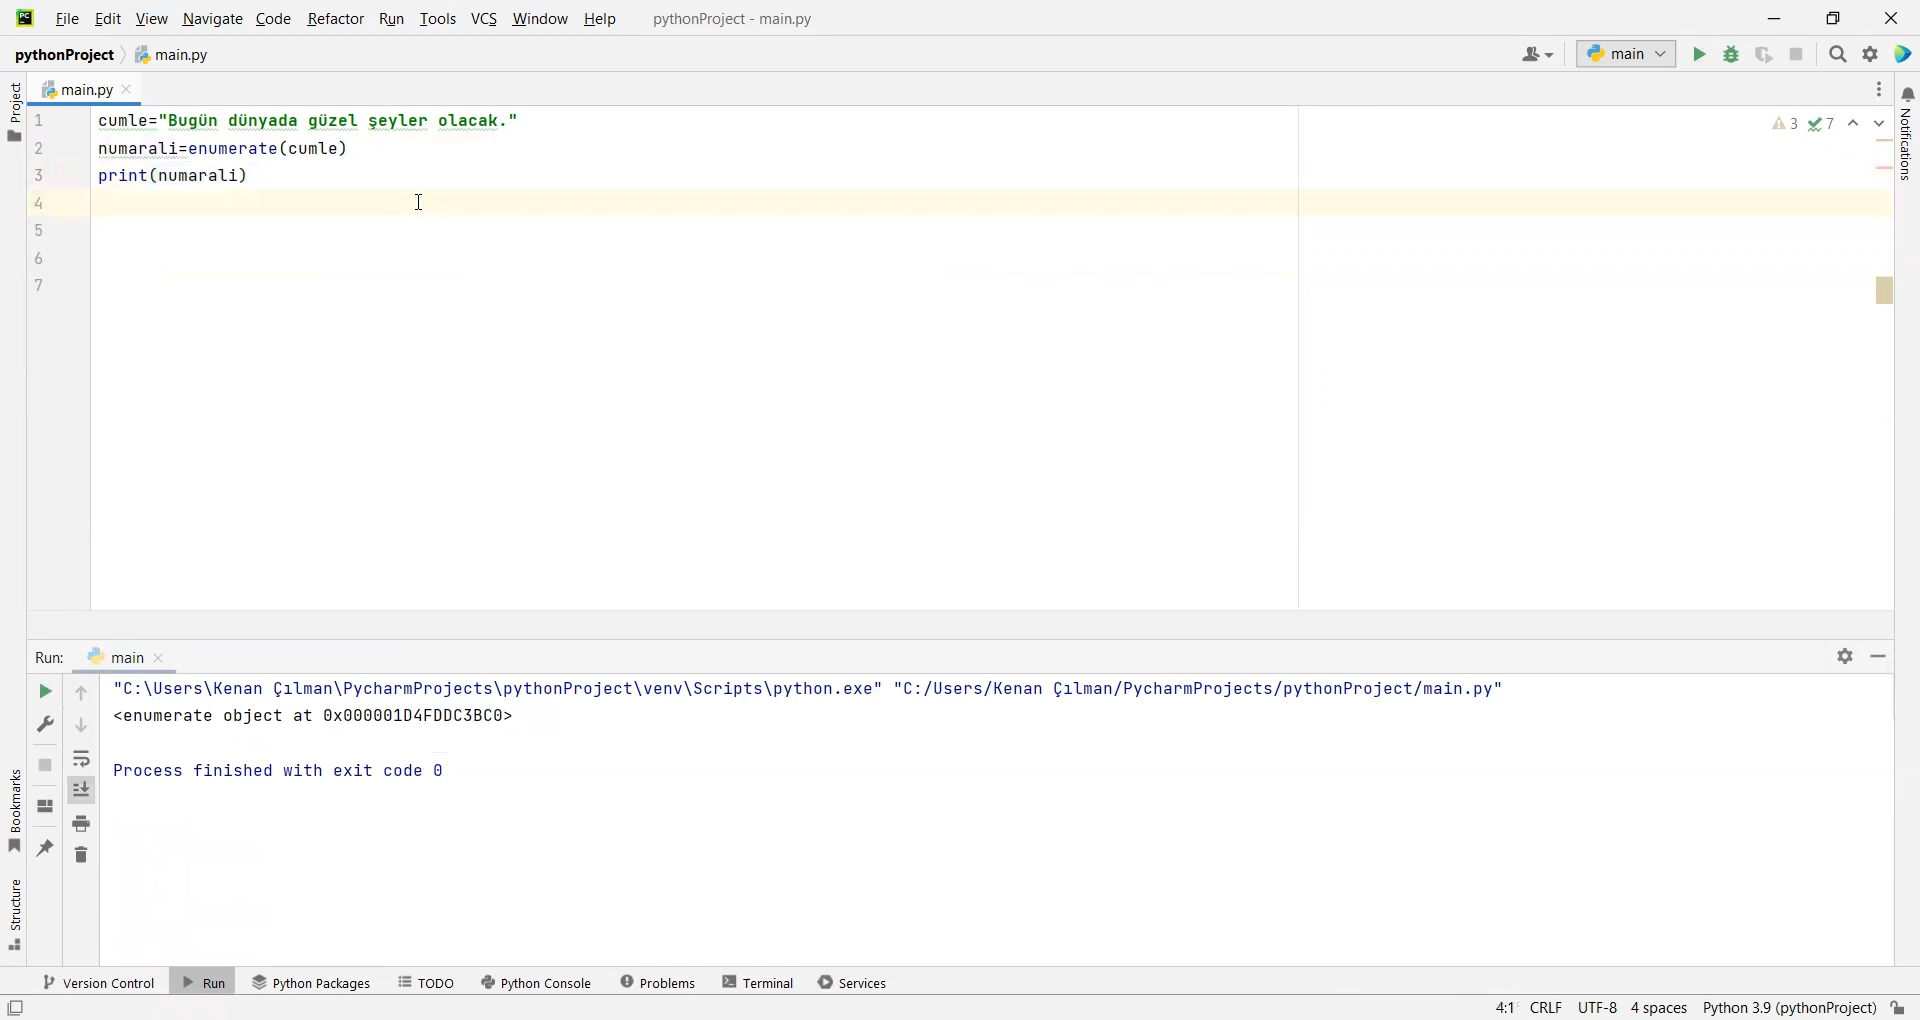 File Edit View Navigate Code Refactor Run Tools VCS Window Help pythonProject - main.py
pythonProject main.py main
Project
main.py
Notifications
1 cumle="Bugün dünyada güzel şeyler olacak." 3 7
2 numarali=enumerate(cumle)
3 print(numarali)
4
5
6
7
Run: main
"C:\Users\Kenan Çılman\PycharmProjects\pythonProject\venv\Scripts\python.exe" "C:/Users/Kenan Çılman/PycharmProjects/pythonProject/main.py"
<enumerate object at 0x000001D4FDDC3BC0>
Process finished with exit code 0
Bookmarks
Structure
Version Control Run Python Packages TODO Python Console Problems Terminal Services
4:1 CRLF UTF-8 4 spaces Python 3.9 (pythonProject)